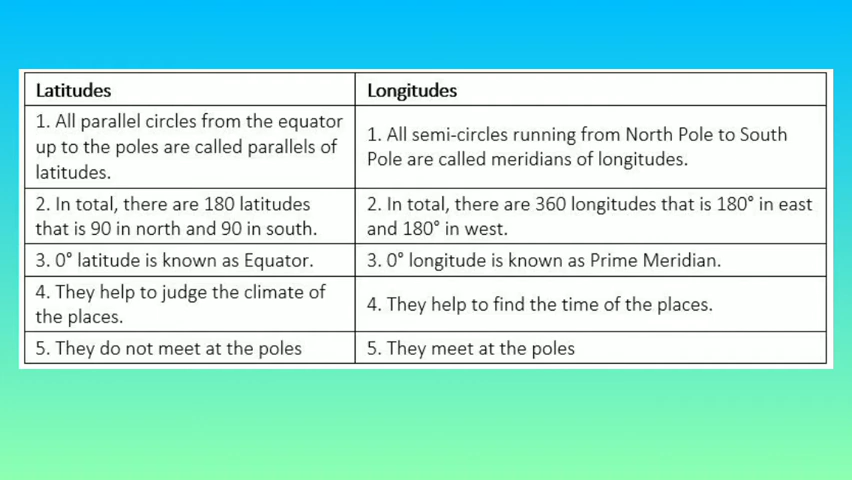 Latitudes
Longitudes
1. All parallel circles from the equator
up to the poles are called parallels of
latitudes.
1. All semi-circles running from North Pole to South
Pole are called meridians of longitudes.
2. In total, there are 180 latitudes
that is 90 in north and 90 in south.
2. In total, there are 360 longitudes that is 180° in east
and 180° in west.
3. 0° latitude is known as Equator.
3. 0° longitude is known as Prime Meridian.
4. They help to judge the climate of
the places.
4. They help to find the time of the places.
5. They do not meet at the poles
5. They meet at the poles